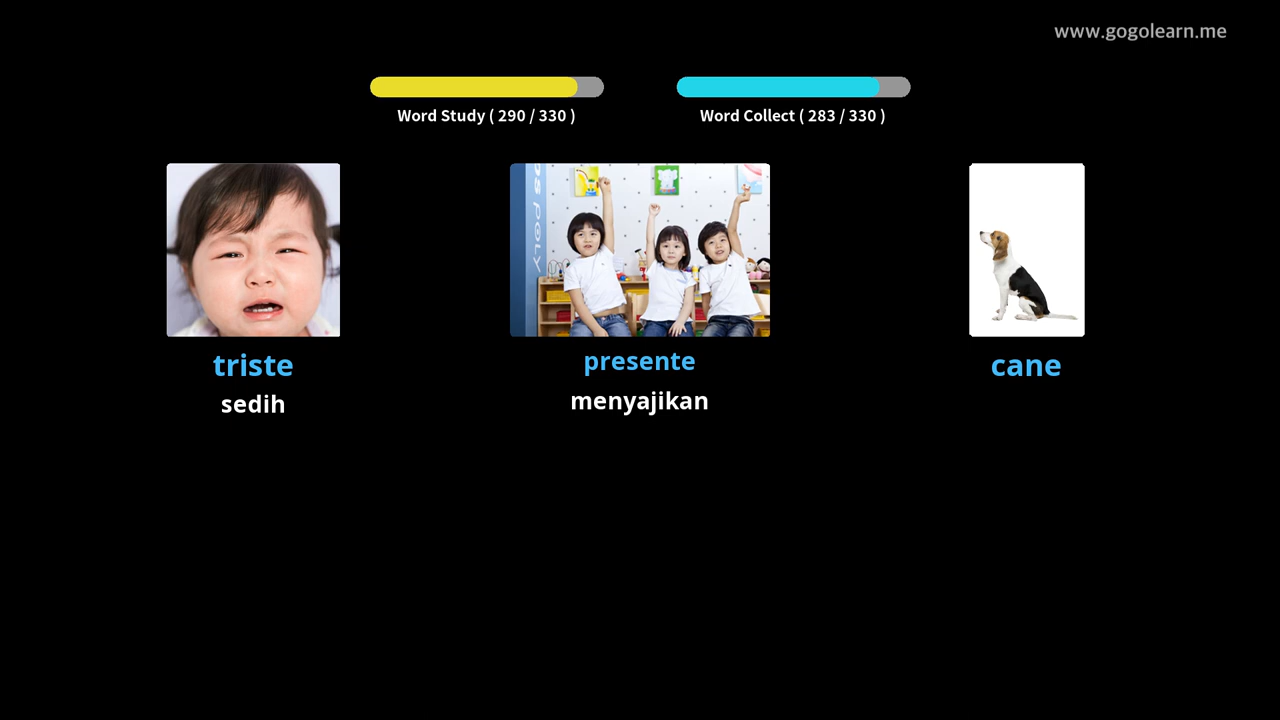 www.gogolearn.me
Word Study ( 290 / 330 )
Word Collect ( 283 / 330 )
triste
sedih
presente
menyajikan
cane